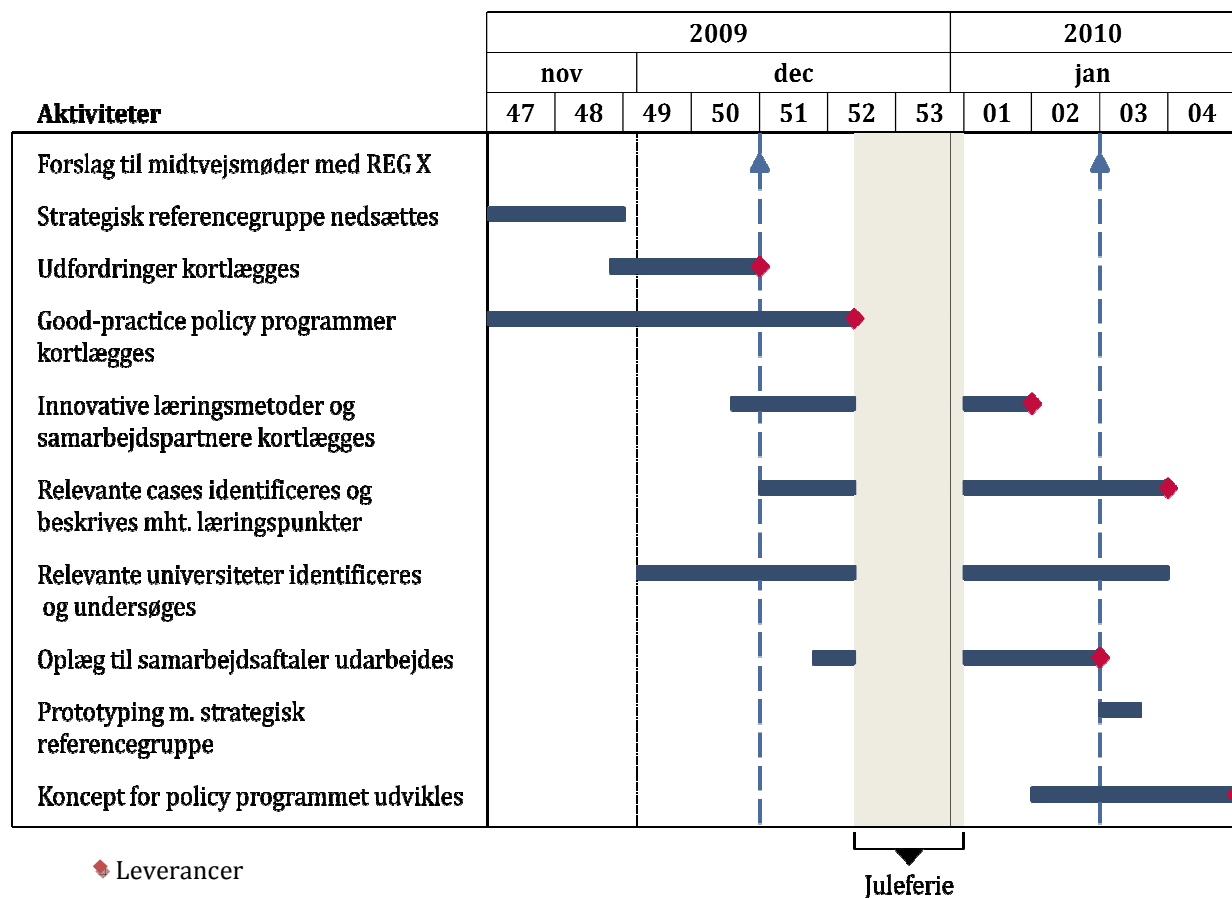 2009 2010
nov dec jan
Aktiviteter 47 48 49 50 51 52 53 01 02 03 04
Forslag til midtvejsmøder med REG X
Strategisk referencegruppe nedsættes
Udfordringer kortlægges
Good-practice policy programmer
kortlægges
Innovative læringsmetoder og
samarbejdspartnere kortlægges
Relevante cases identificeres og
beskrives mht. læringspunkter
Relevante universiteter identificeres
og undersøges
Oplæg til samarbejdsaftaler udarbejdes
Prototyping m. strategisk
referencegruppe
Koncept for policy programmet udvikles
Leverancer
Juleferie